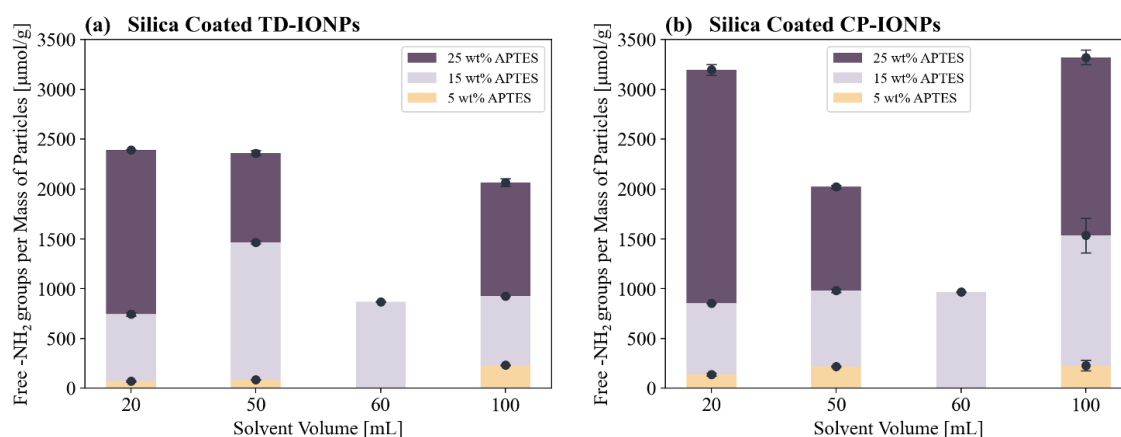 (a) Silica Coated TD-IONPs
Free -NH₂ groups per Mass of Particles [µmol/g]
3500
3000
2500
2000
1500
1000
500
0
25 wt% APTES
15 wt% APTES
5 wt% APTES
20 50 60 100
Solvent Volume [mL]
(b) Silica Coated CP-IONPs
Free -NH₂ groups per Mass of Particles [µmol/g]
3500
3000
2500
2000
1500
1000
500
0
25 wt% APTES
15 wt% APTES
5 wt% APTES
20 50 60 100
Solvent Volume [mL]